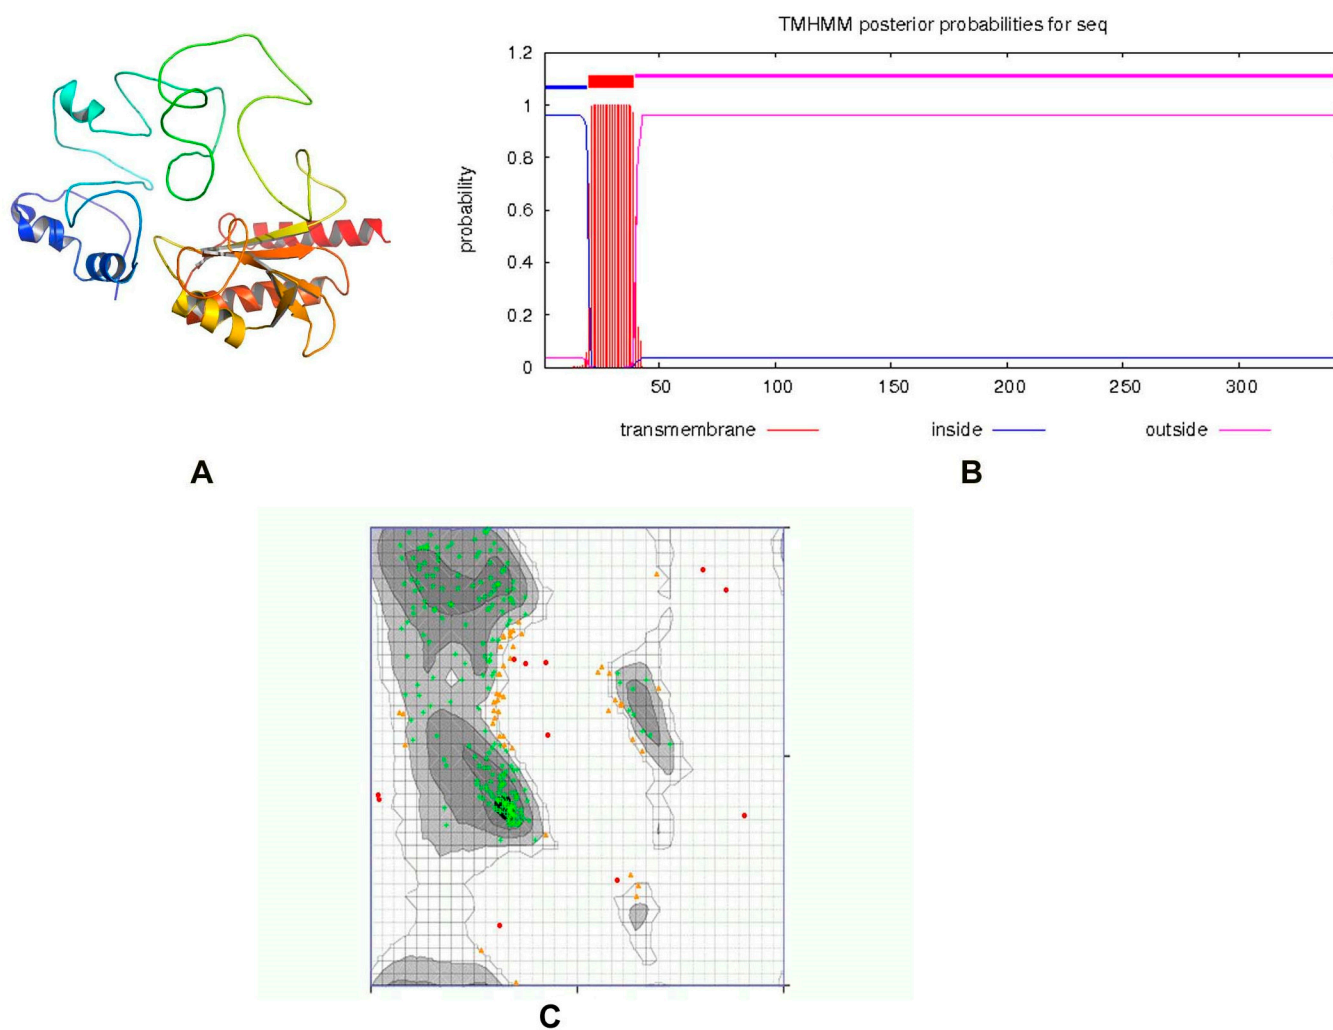 TMHMM posterior probabilities for seq
1.2
1
0.8
0.6
0.4
0.2
0
probability
50 100 150 200 250 300
transmembrane inside outside
A B
C